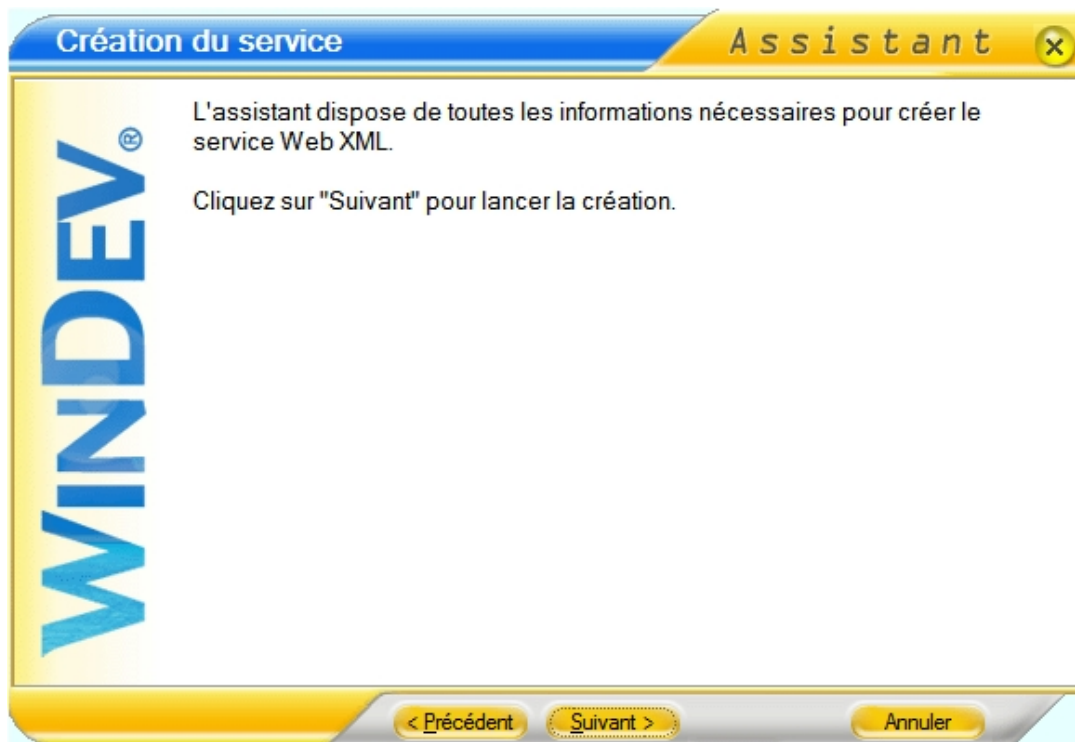 Création du service
Assistant
WINDEV®
L'assistant dispose de toutes les informations nécessaires pour créer le
service Web XML.
Cliquez sur "Suivant" pour lancer la création.
< Précédent
Suivant >
Annuler